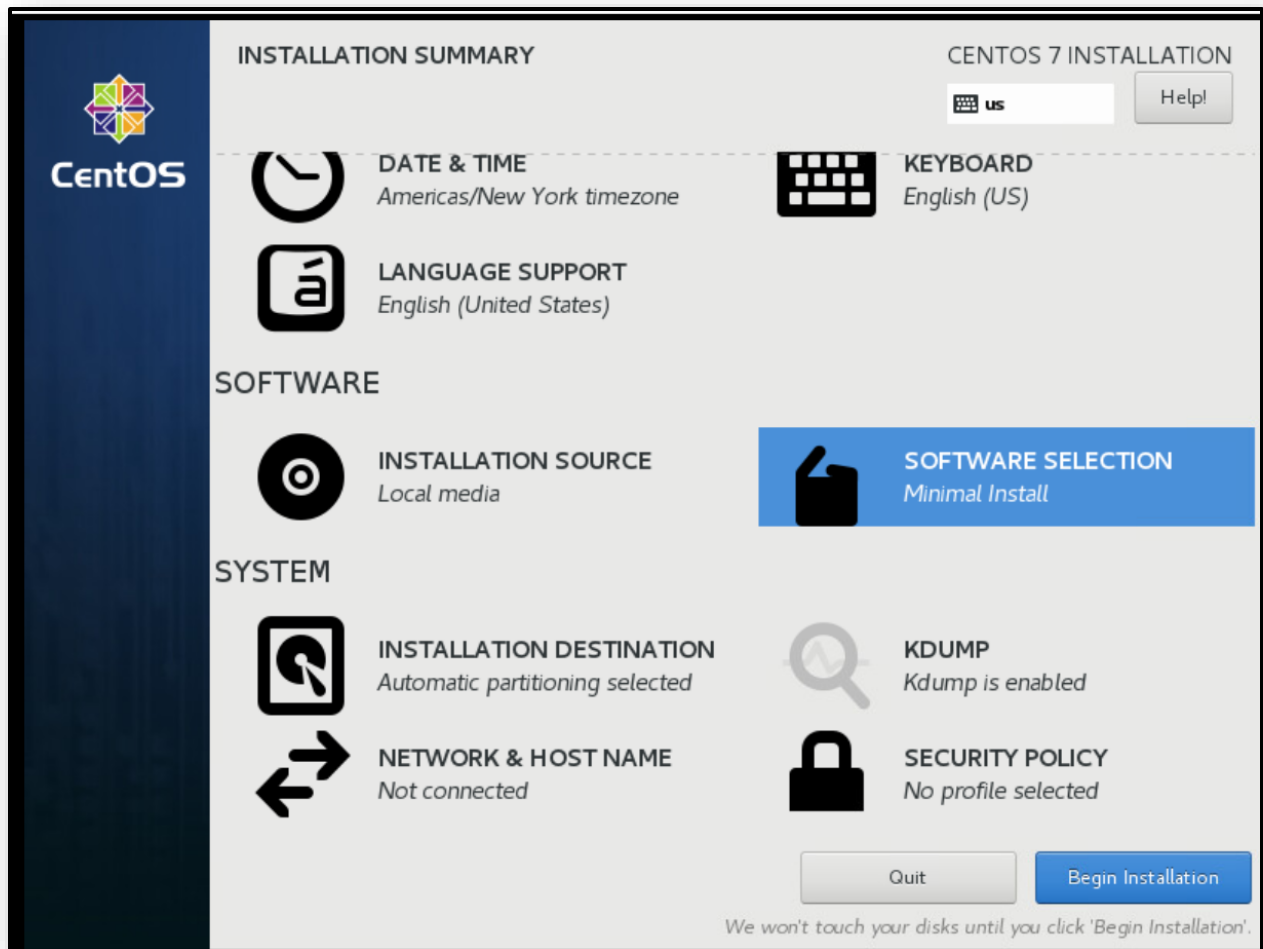 INSTALLATION SUMMARY
CENTOS 7 INSTALLATION
us
Help!
CentOS
DATE & TIME
Americas/New York timezone
KEYBOARD
English (US)
á
LANGUAGE SUPPORT
English (United States)
SOFTWARE
INSTALLATION SOURCE
Local media
SOFTWARE SELECTION
Minimal Install
SYSTEM
INSTALLATION DESTINATION
Automatic partitioning selected
KDUMP
Kdump is enabled
NETWORK & HOST NAME
Not connected
SECURITY POLICY
No profile selected
Quit
Begin Installation
We won't touch your disks until you click 'Begin Installation'.